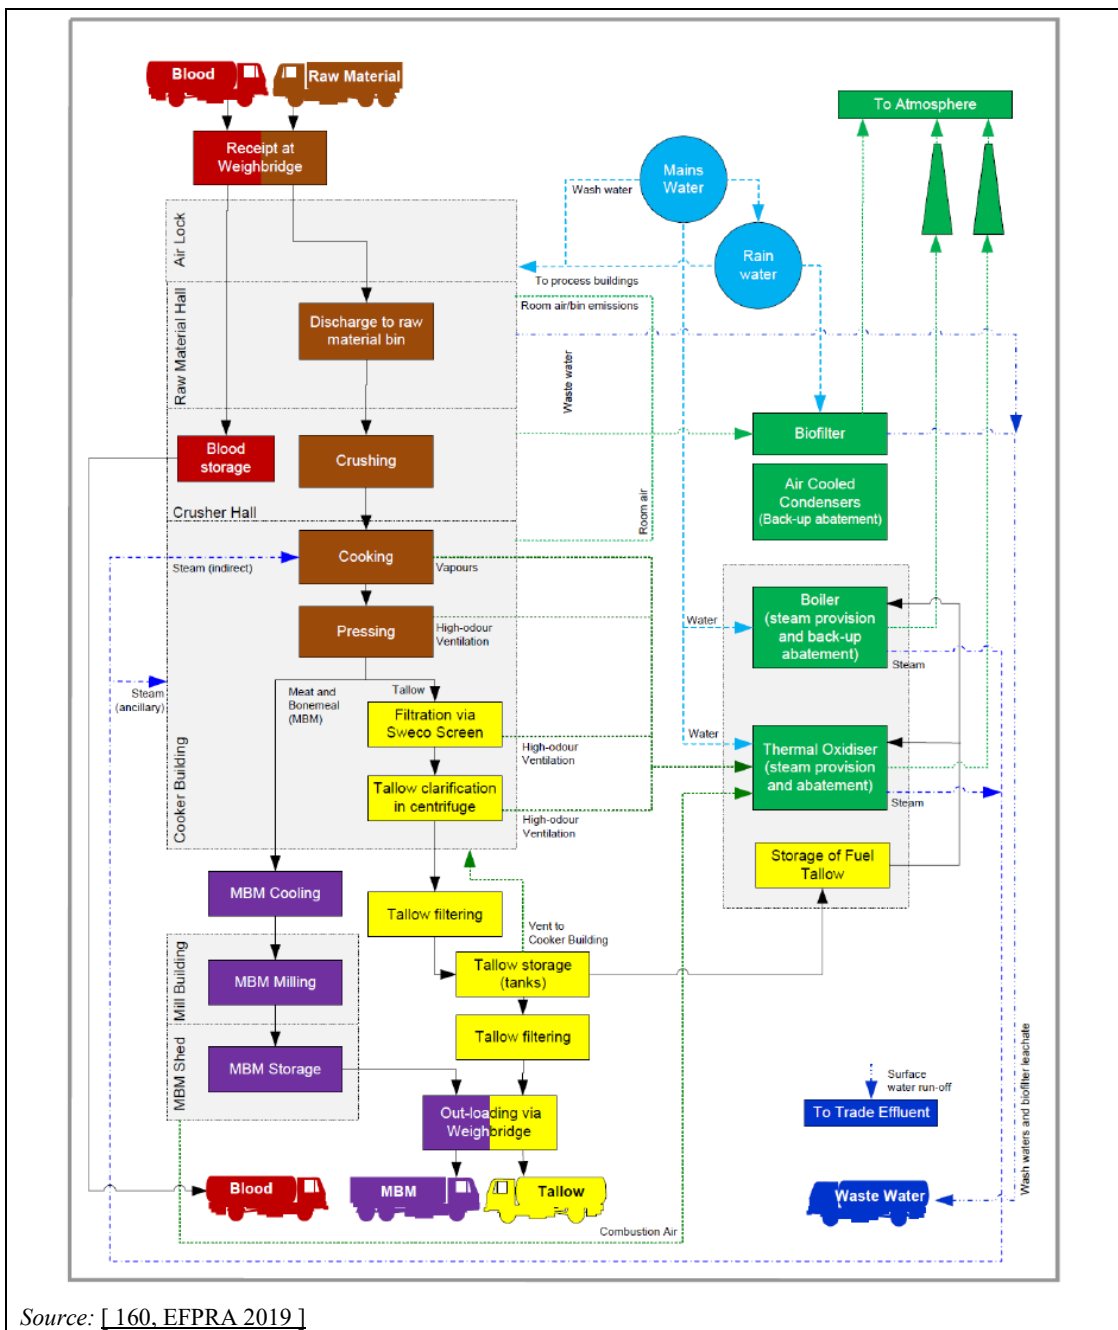 Blood
Raw Material
To Atmosphere
Receipt at
Weighbridge
Mains
Water
Wash water
Air Lock
Rain
water
To process buildings
Room air/bin emissions
Raw Material Hall
Discharge to raw
material bin
Waste water
Biofilter
Blood
storage
Crushing
Air Cooled
Condensers
(Back-up abatement)
Room air
Crusher Hall
Cooking
Steam (indirect)
Vapours
Boiler
(steam provision
and back-up
abatement)
Pressing
High-odour
Ventilation
Water
Steam
Steam
(ancillary)
Meat and
Bonemeal
(MBM)
Tallow
Filtration via
Sweco Screen
High-odour
Ventilation
Water
Thermal Oxidiser
(steam provision
and abatement)
Steam
Cooker Building
Tallow clarification
in centrifuge
High-odour
Ventilation
Storage of Fuel
Tallow
MBM Cooling
Tallow filtering
Vent to
Cooker Building
Mill Building
MBM Milling
Tallow storage
(tanks)
Tallow filtering
MBM Shed
MBM Storage
Surface
water run-off
To Trade Effluent
Out-loading via
Weighbridge
Wash waters and biofilter leachate
Blood
MBM
Tallow
Waste Water
Combustion Air
Source: [ 160, EFPRA 2019 ]